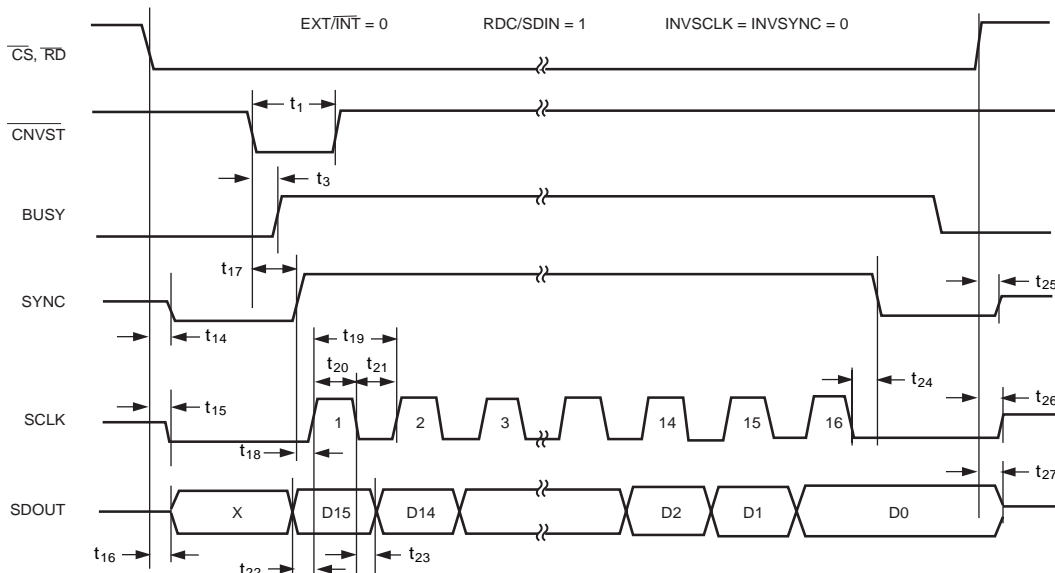 EXT/INT = 0 RDC/SDIN = 1 INVSCLK = INVSYNC = 0
CS, RD
t1
CNVST
t3
BUSY
t17
SYNC
t25
t14
t19
t20 t21
t24
t15
t26
SCLK
1 2 3 14 15 16
t18
t27
SDOUT
X D15 D14 D2 D1 D0
t16
t22
t23